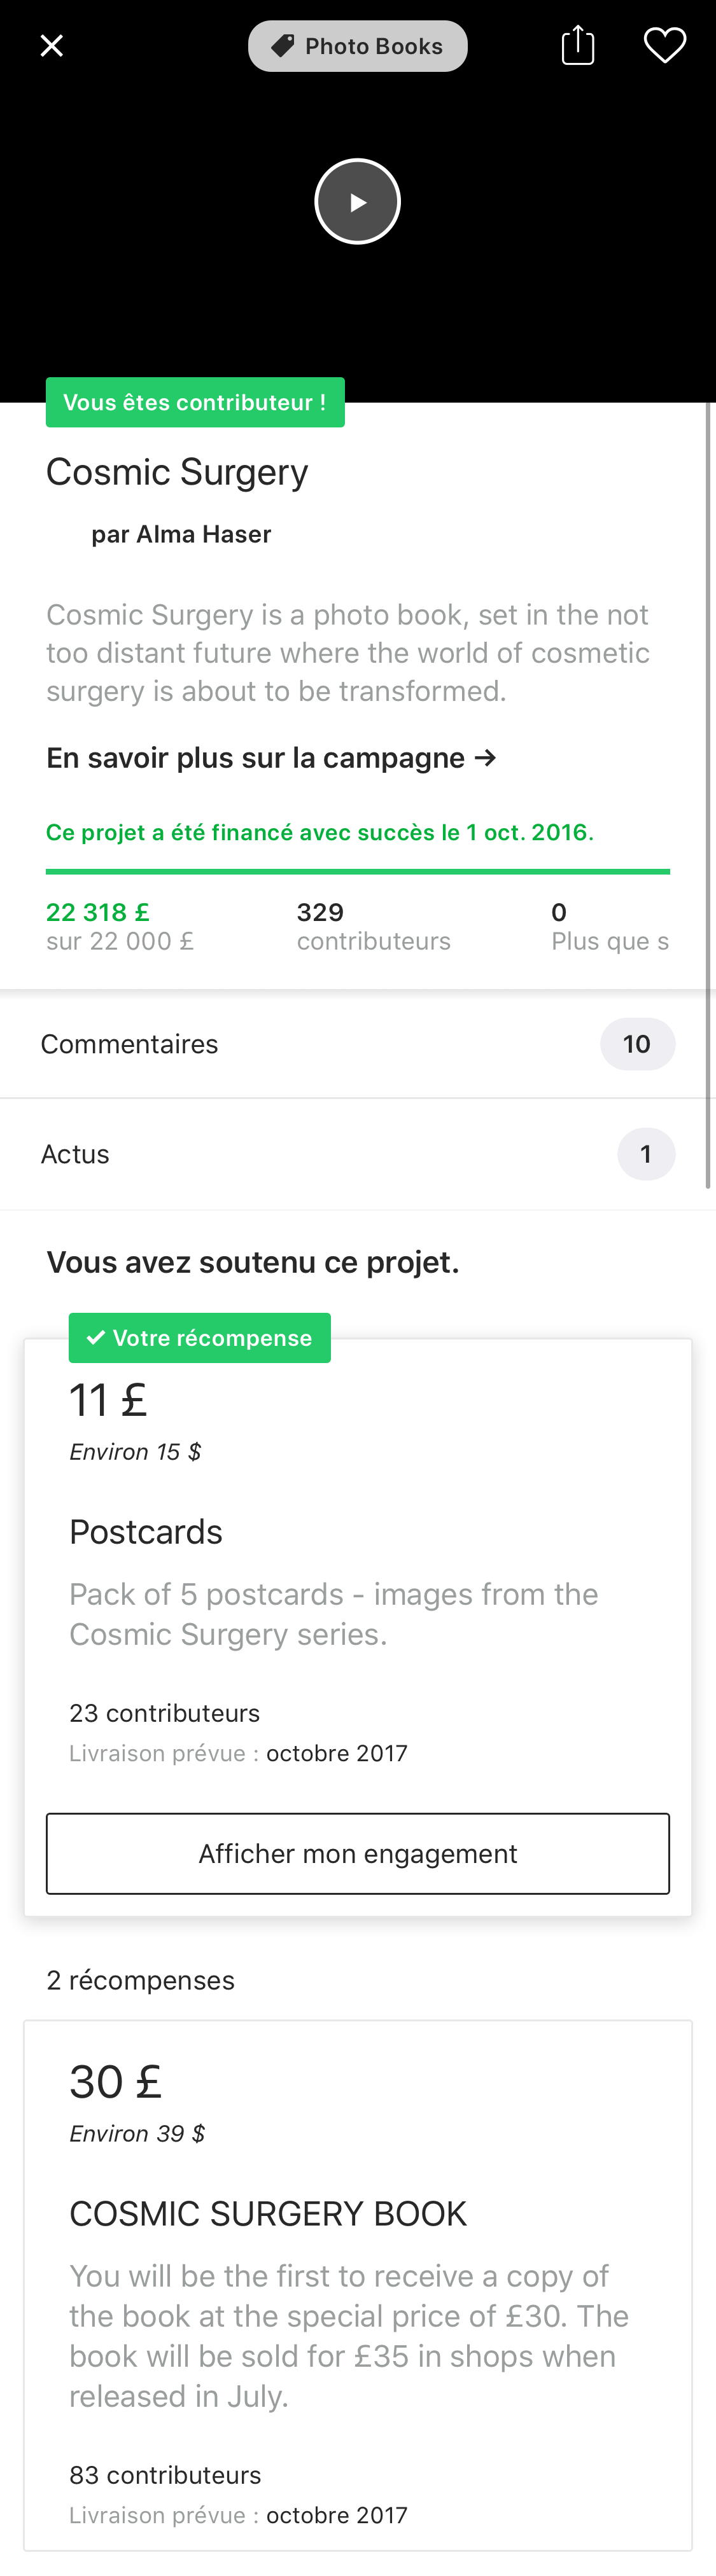 Photo Books
Vous êtes contributeur !
Cosmic Surgery
par Alma Haser
Cosmic Surgery is a photo book, set in the not
too distant future where the world of cosmetic
surgery is about to be transformed.
En savoir plus sur la campagne →
Ce projet a été financé avec succès le 1 oct. 2016.
22 318 £
sur 22 000 £
329
contributeurs
0
Plus que s
Commentaires
10
Actus
1
Vous avez soutenu ce projet.
✓ Votre récompense
11 £
Environ 15 $
Postcards
Pack of 5 postcards - images from the
Cosmic Surgery series.
23 contributeurs
Livraison prévue : octobre 2017
Afficher mon engagement
2 récompenses
30 £
Environ 39 $
COSMIC SURGERY BOOK
You will be the first to receive a copy of
the book at the special price of £30. The
book will be sold for £35 in shops when
released in July.
83 contributeurs
Livraison prévue : octobre 2017